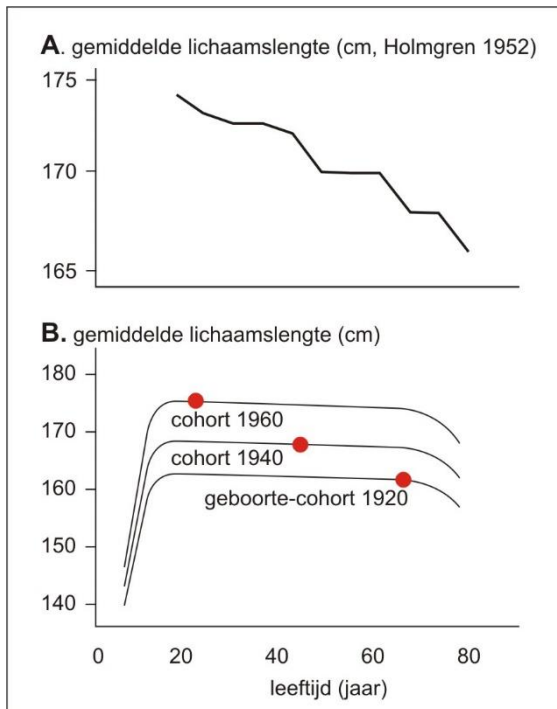 A. gemiddelde lichaamslengte (cm, Holmgren 1952)
175
170
165
B. gemiddelde lichaamslengte (cm)
180
170
160
150
140
cohort 1960
cohort 1940
geboorte-cohort 1920
0 20 40 60 80
leeftijd (jaar)